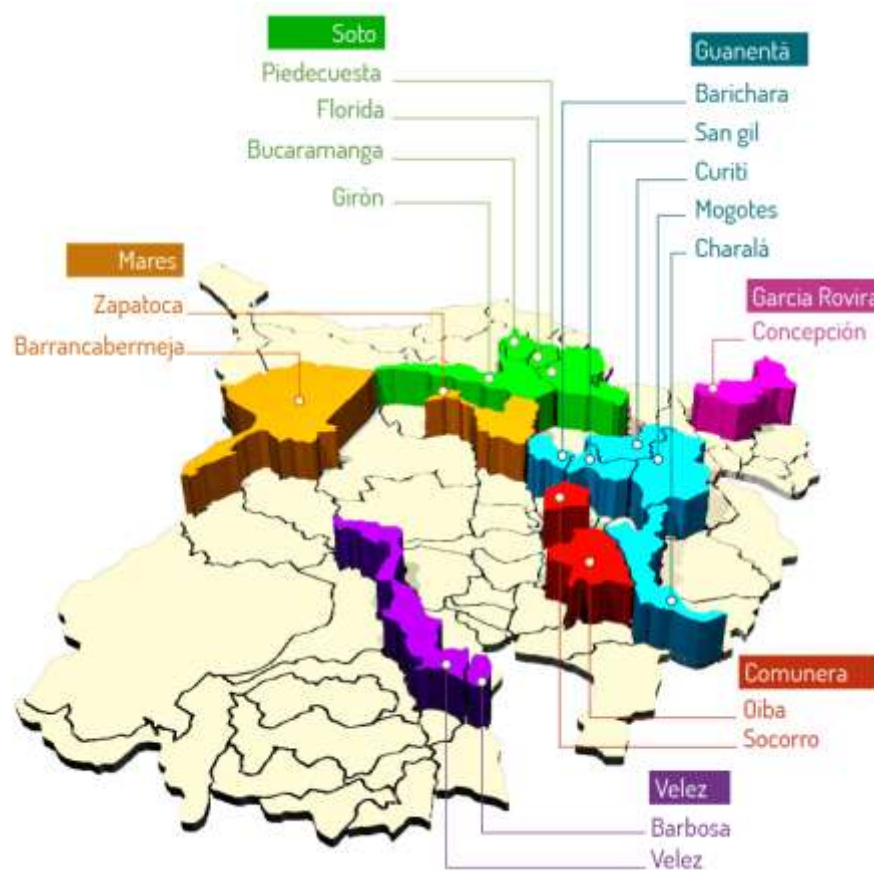 Soto
Piedecuesta
Florida
Bucaramanga
Giròn
Guanentá
Barichara
San gil
Curití
Mogotes
Charalá
Mares
Zapatoca
Barrancabermeja
Garcia Rovira
Concepción
Comunera
Oiba
Socorro
Velez
Barbosa
Velez